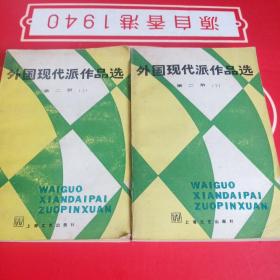 源自香港1940
外国现代派作品选
第二册（上）
WAIGUO
XIANDAIPAI
ZUOPINXUAN
上海文艺出版社
外国现代派作品选
第二册（下）
WAIGUO
XIANDAIPAI
ZUOPINXUAN
上海文艺出版社